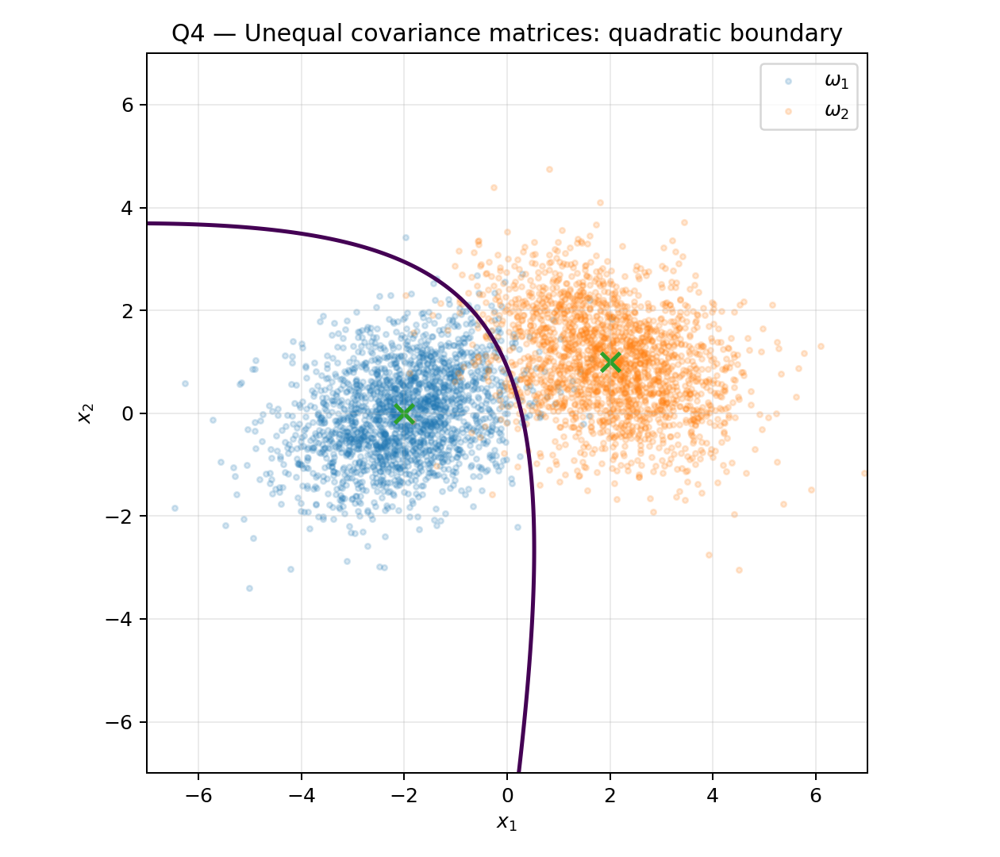 Q4 — Unequal covariance matrices: quadratic boundary
ω₁
ω₂
6
4
2
0
−2
−4
−6
x₂
−6 −4 −2 0 2 4 6
x₁